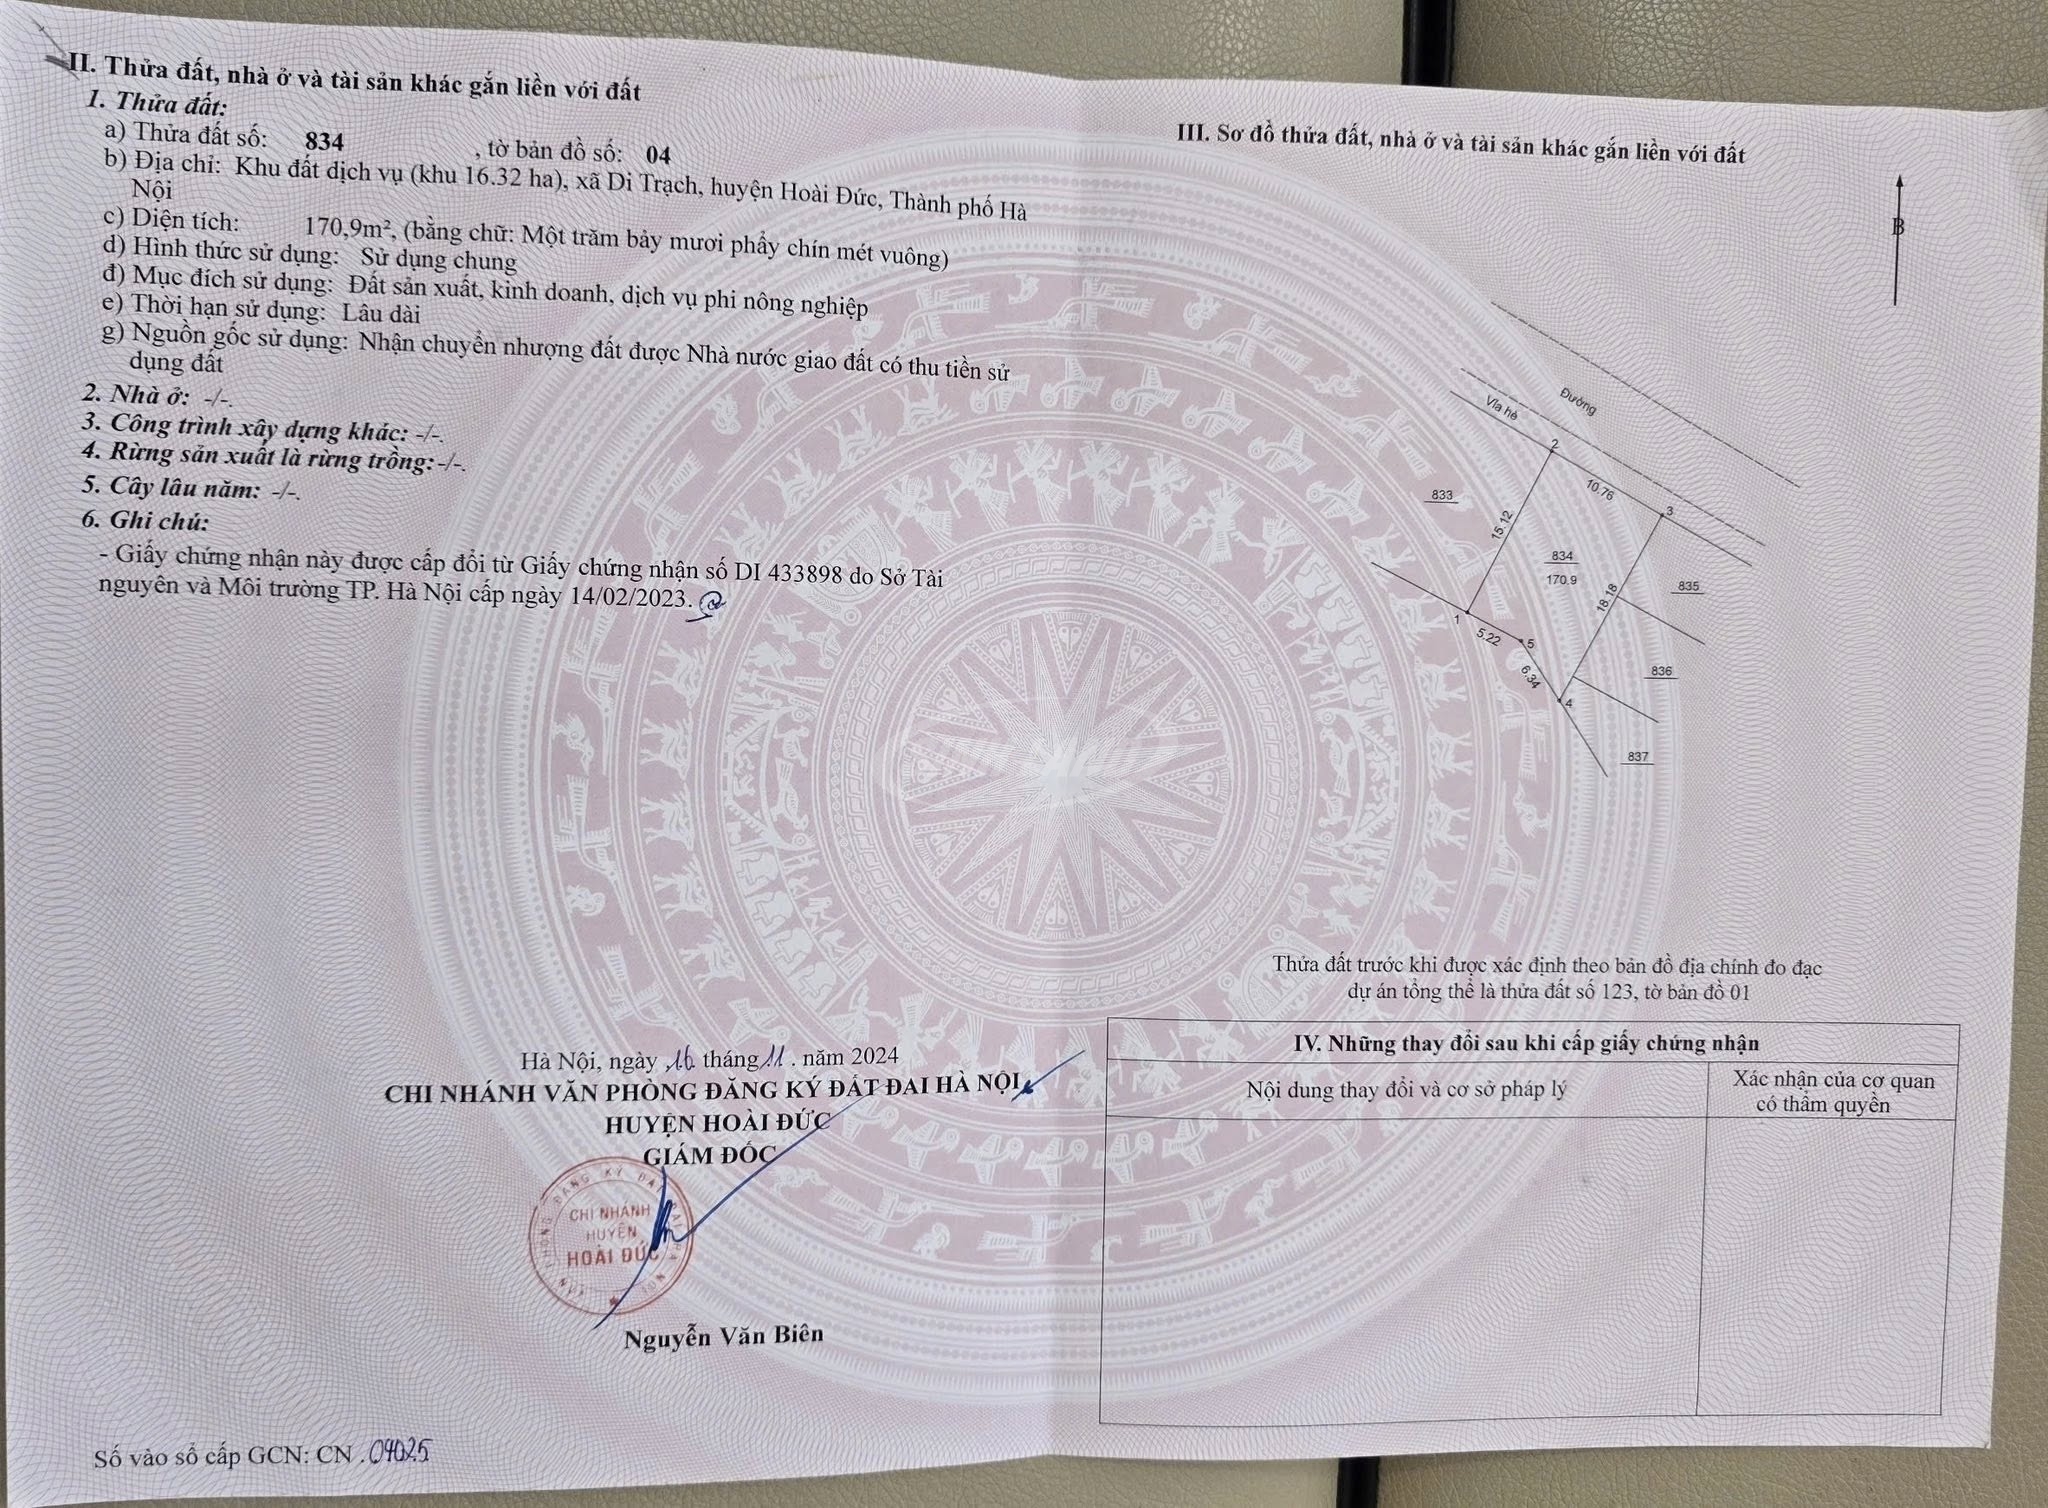 II. Thửa đất, nhà ở và tài sản khác gắn liền với đất
1. Thửa đất:
a) Thửa đất số: 834 , tờ bản đồ số: 04
b) Địa chỉ: Khu đất dịch vụ (khu 16.32 ha), xã Di Trạch, huyện Hoài Đức, Thành phố Hà
Nội
c) Diện tích: 170,9m², (bằng chữ: Một trăm bảy mươi phẩy chín mét vuông)
d) Hình thức sử dụng: Sử dụng chung
đ) Mục đích sử dụng: Đất sản xuất, kinh doanh, dịch vụ phi nông nghiệp
e) Thời hạn sử dụng: Lâu dài
g) Nguồn gốc sử dụng: Nhận chuyển nhượng đất được Nhà nước giao đất có thu tiền sử
dụng đất
2. Nhà ở: -/-.
3. Công trình xây dựng khác: -/-.
4. Rừng sản xuất là rừng trồng: -/-.
5. Cây lâu năm: -/-.
6. Ghi chú:
- Giấy chứng nhận này được cấp đổi từ Giấy chứng nhận số DI 433898 do Sở Tài
nguyên và Môi trường TP. Hà Nội cấp ngày 14/02/2023.
Hà Nội, ngày 16 tháng 11. năm 2024
CHI NHÁNH VĂN PHÒNG ĐĂNG KÝ ĐẤT ĐAI HÀ NỘI
HUYỆN HOÀI ĐỨC
GIÁM ĐỐC
VĂN PHÒNG ĐĂNG KÝ ĐẤT ĐAI HÀ NỘI
CHI NHÁNH
HUYỆN
HOÀI ĐỨC
Nguyễn Văn Biên
Số vào sổ cấp GCN: CN .04025
III. Sơ đồ thửa đất, nhà ở và tài sản khác gắn liền với đất
B
Đường
Vỉa hè
2
10.76
3
833
15.12
834
170.9
18.18
835
1
5.22
5
6.34
4
836
837
Thửa đất trước khi được xác định theo bản đồ địa chính đo đạc
dự án tổng thể là thửa đất số 123, tờ bản đồ 01
IV. Những thay đổi sau khi cấp giấy chứng nhận
Nội dung thay đổi và cơ sở pháp lý
Xác nhận của cơ quan
có thẩm quyền